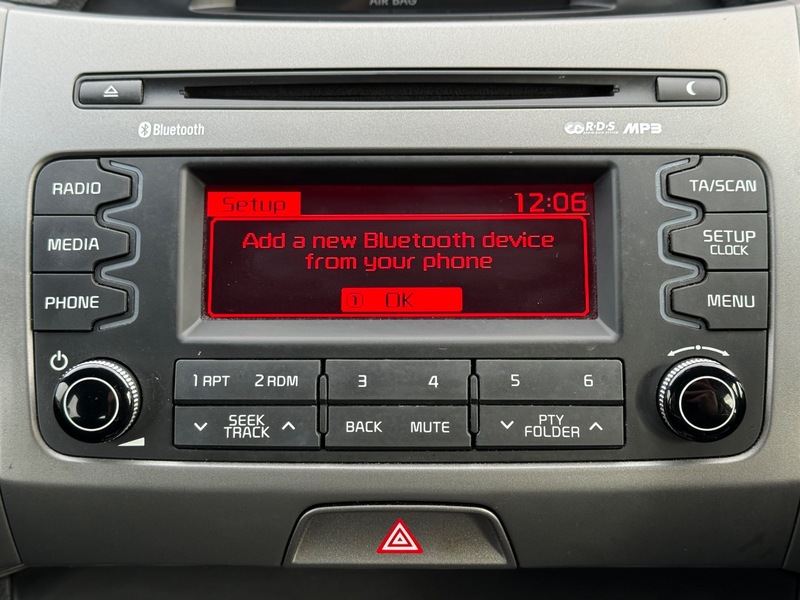 AIR BAG
Bluetooth
R·D·S MP3
RADIO
MEDIA
PHONE
Setup 12:06
Add a new Bluetooth device
from your phone
1 OK
TA/SCAN
SETUP
CLOCK
MENU
1 RPT 2 RDM
3 4
5 6
SEEK
TRACK
BACK MUTE
PTY
FOLDER